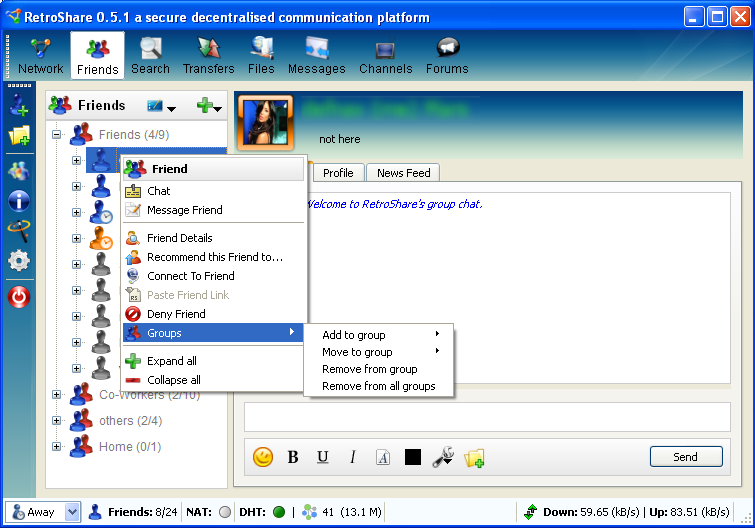 RetroShare 0.5.1 a secure decentralised communication platform
Network Friends Search Transfers Files Messages Channels Forums
Friends
not here
Friends (4/9)
Profile News Feed
Welcome to RetroShare's group chat.
Friend
Chat
Message Friend
Friend Details
Recommend this Friend to...
Connect To Friend
Paste Friend Link
Deny Friend
Groups
Expand all
Collapse all
Add to group
Move to group
Remove from group
Remove from all groups
Co-Workers (2/10)
others (2/4)
Home (0/1)
B U I A
Send
Away Friends: 8/24 NAT: DHT: 41 (13.1 M) Down: 59.65 (kB/s) | Up: 83.51 (kB/s)